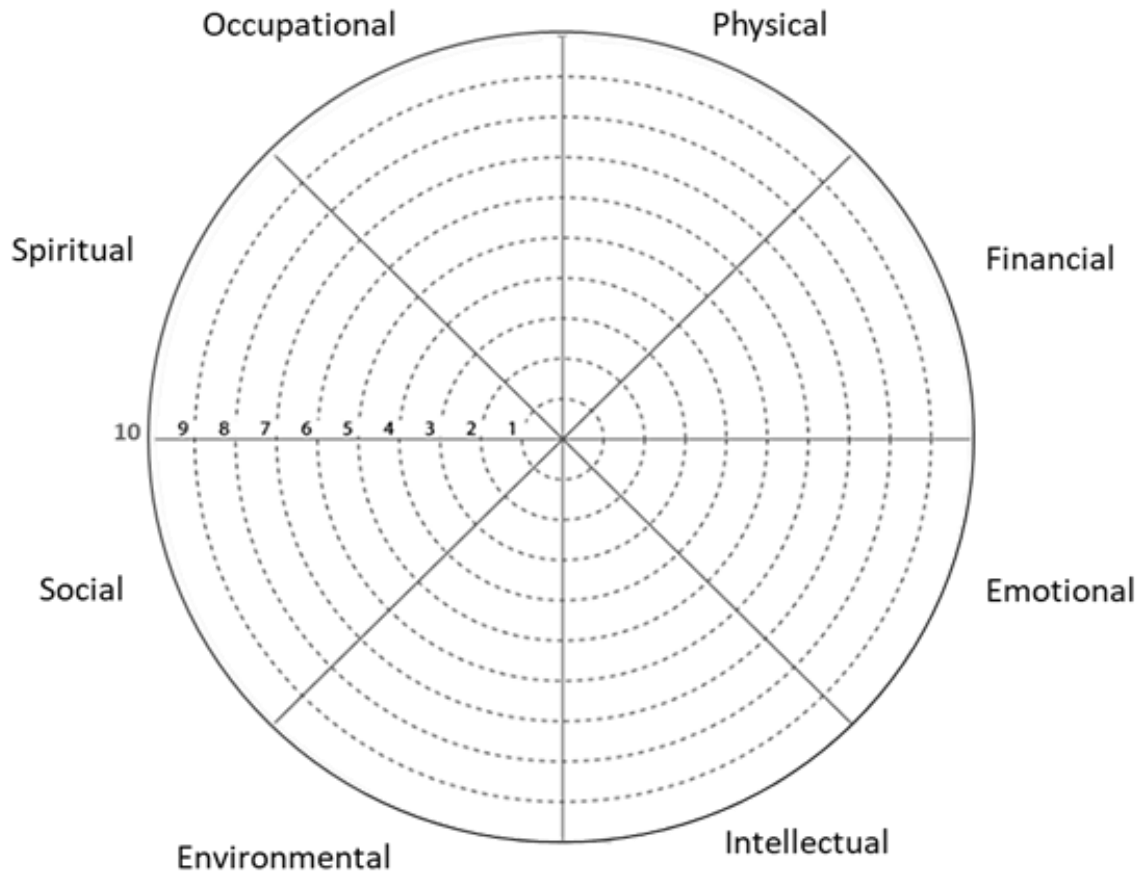 Occupational
Physical
Spiritual
Financial
10 9 8 7 6 5 4 3 2 1
Social
Emotional
Environmental
Intellectual